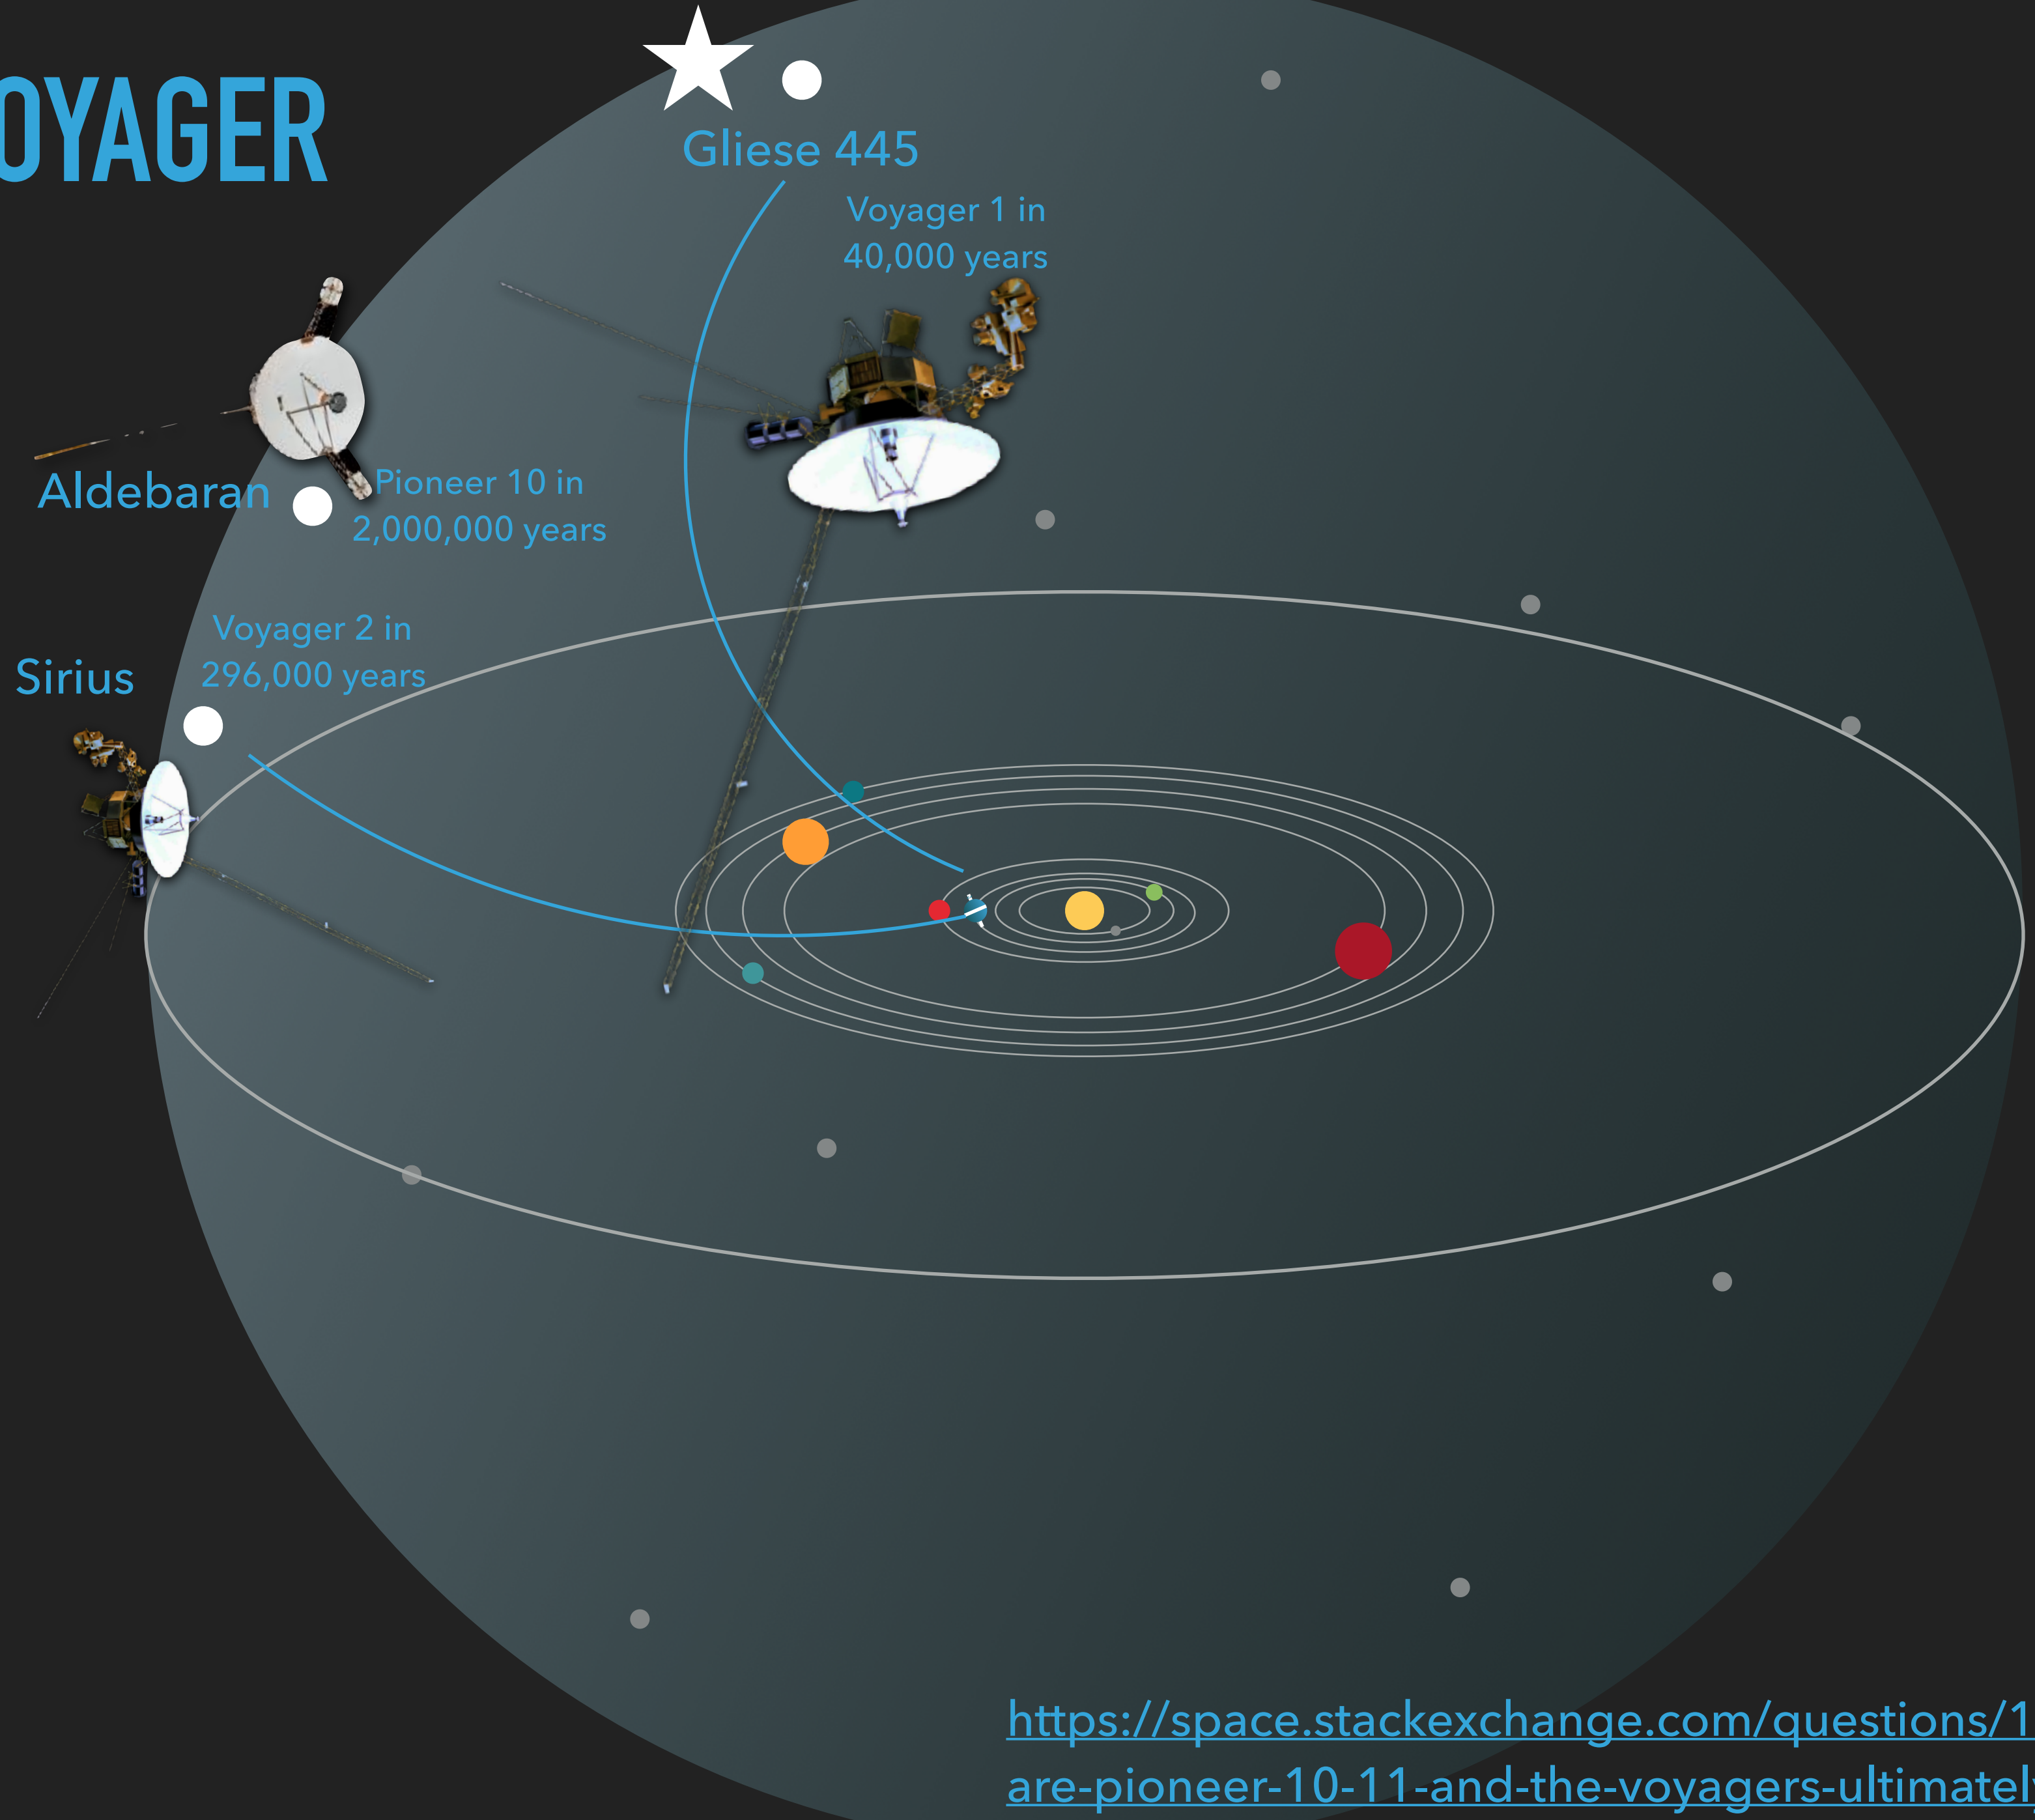 OYAGER
Gliese 445
Voyager 1 in
40,000 years
Aldebaran
Pioneer 10 in
2,000,000 years
Voyager 2 in
296,000 years
Sirius
https://space.stackexchange.com/questions/1
are-pioneer-10-11-and-the-voyagers-ultimately